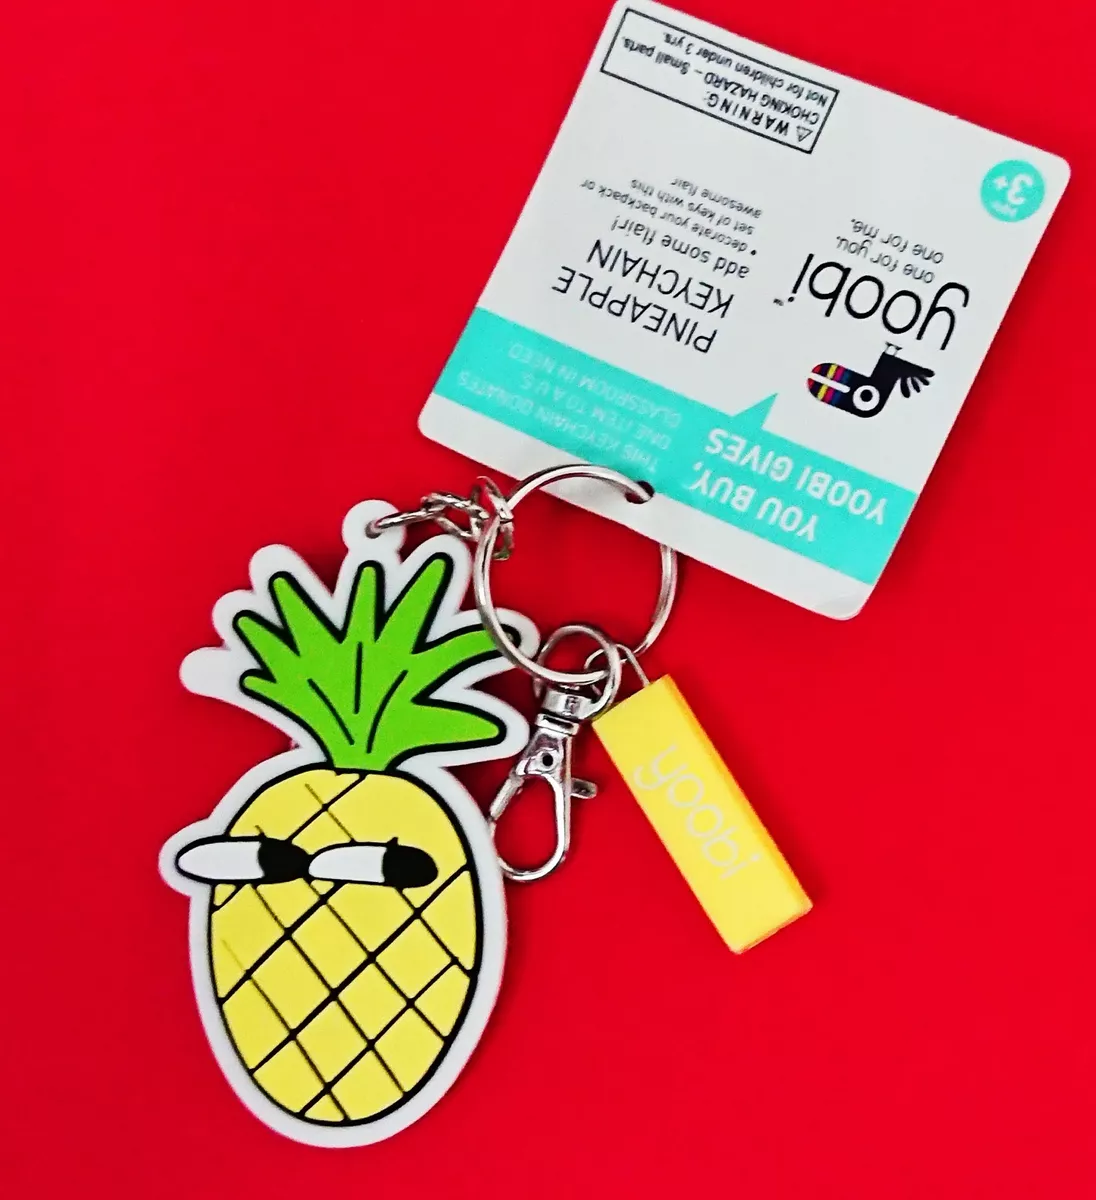 YOU BUY,
YOOBI GIVES
THIS KEYCHAIN DONATES
ONE ITEM TO A U.S.
CLASSROOM IN NEED.
yoobi™
one for you.
one for me.
PINEAPPLE
KEYCHAIN
add some flair!
• decorate your backpack or
set of keys with this
awesome flair
3+
⚠ WARNING:
CHOKING HAZARD – Small parts.
Not for children under 3 yrs.
yoobi